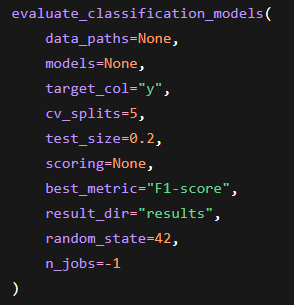 evaluate_classification_models(
    data_paths=None,
    models=None,
    target_col="y",
    cv_splits=5,
    test_size=0.2,
    scoring=None,
    best_metric="F1-score",
    result_dir="results",
    random_state=42,
    n_jobs=-1
)